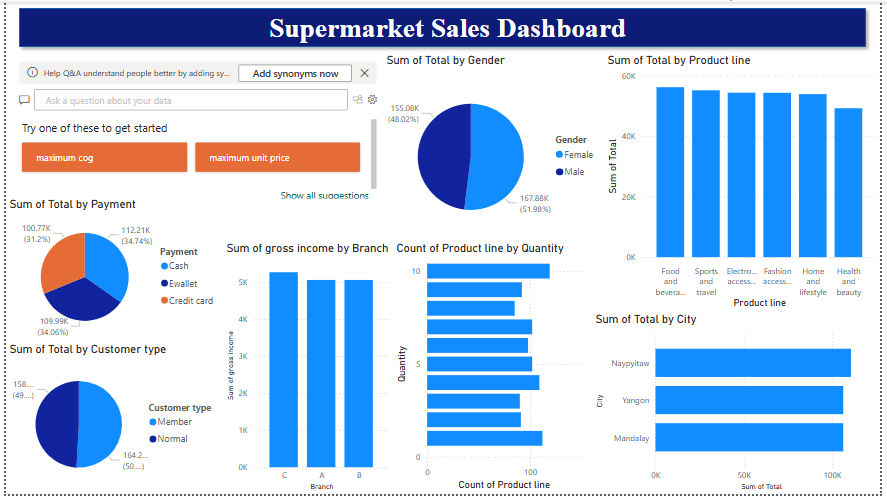 Supermarket Sales Dashboard
Help Q&A understand people better by adding sy...
Add synonyms now
Ask a question about your data
Try one of these to get started
maximum cog
maximum unit price
Show all suggestions
Sum of Total by Gender
155.08K
(48.02%)
167.88K
(51.98%)
Gender
Female
Male
Sum of Total by Product line
60K
40K
20K
0K
Sum of Total
Food
and
bevera...
Sports
and
travel
Electro...
access...
Fashion
access...
Home
and
lifestyle
Health
and
beauty
Product line
Sum of Total by Payment
100.77K
(31.2%)
112.21K
(34.74%)
109.99K
(34.06%)
Payment
Cash
Ewallet
Credit card
Sum of gross income by Branch
5K
4K
3K
2K
1K
0K
Sum of gross income
C
A
B
Branch
Count of Product line by Quantity
10
5
0
Quantity
0
100
Count of Product line
Sum of Total by City
Naypyitaw
Yangon
Mandalay
City
0K
50K
100K
Sum of Total
Sum of Total by Customer type
158....
(49....)
164.2...
(50....)
Customer type
Member
Normal